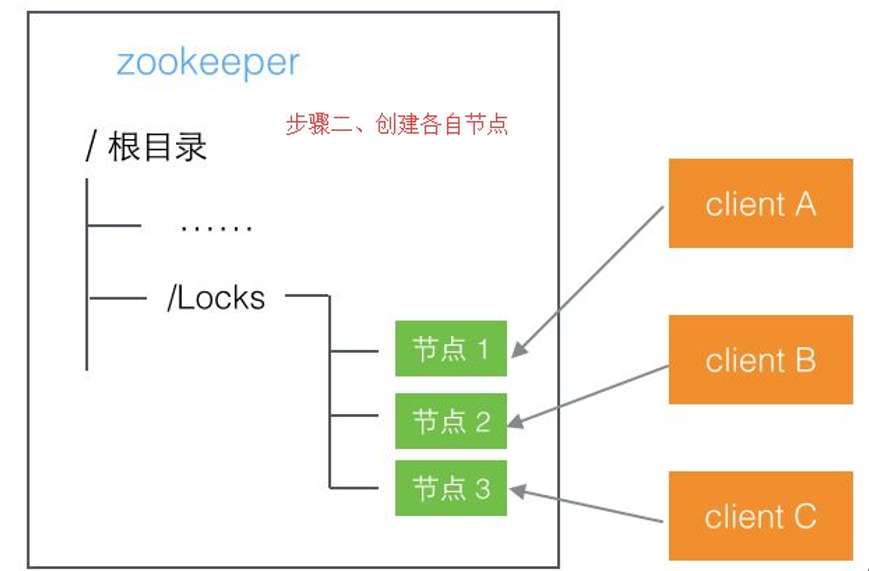 zookeeper
步骤二、创建各自节点
/ 根目录
......
/Locks
节点 1
节点 2
节点 3
client A
client B
client C